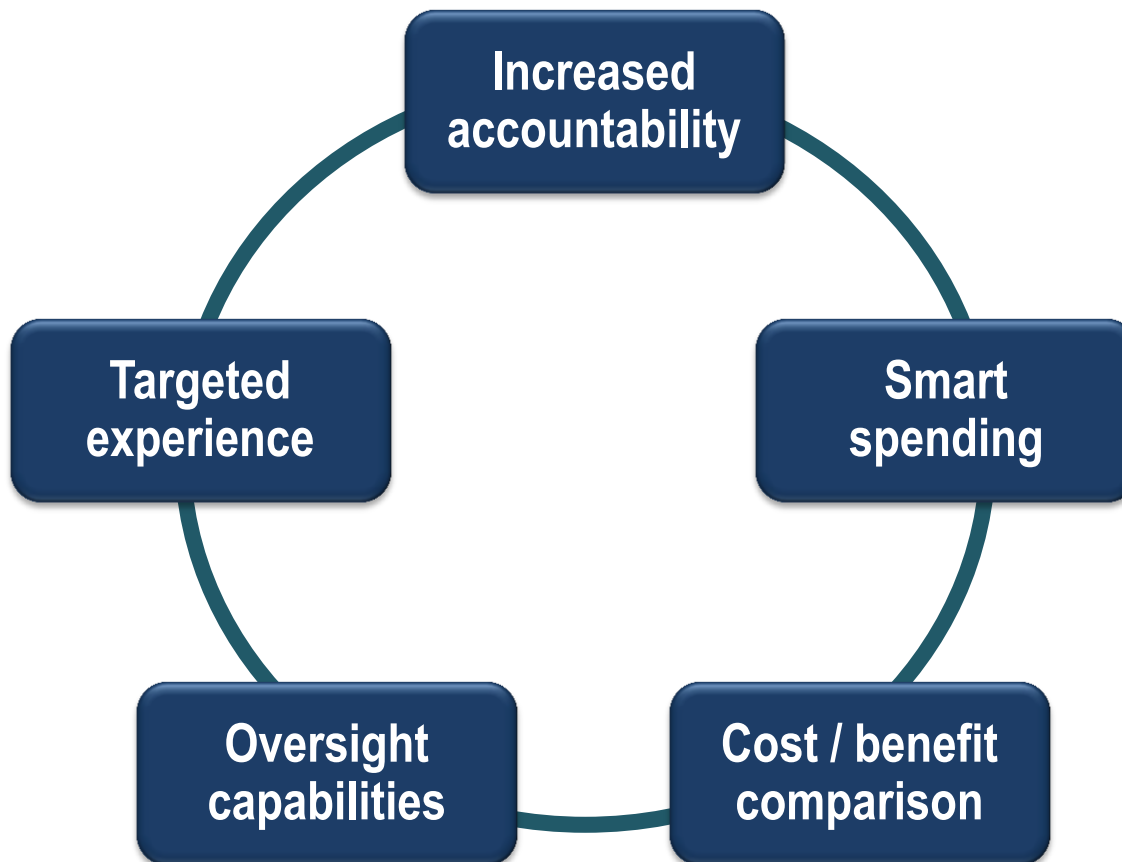 Increased
accountability
Smart
spending
Cost / benefit
comparison
Oversight
capabilities
Targeted
experience